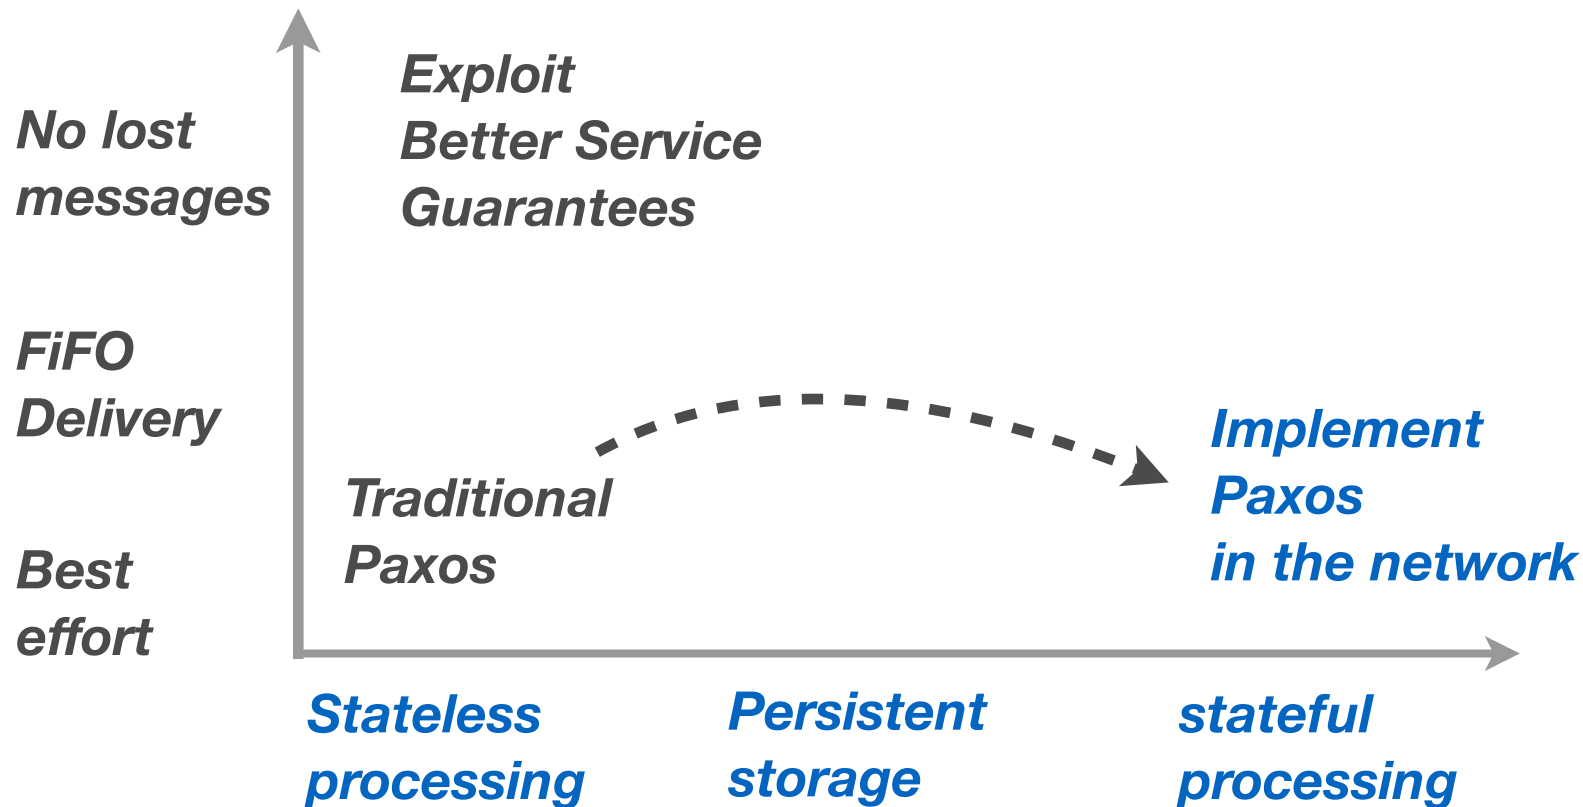 No lost
messages
Exploit
Better Service
Guarantees
FiFO
Delivery
Traditional
Paxos
Implement
Paxos
in the network
Best
effort
Stateless
processing
Persistent
storage
stateful
processing